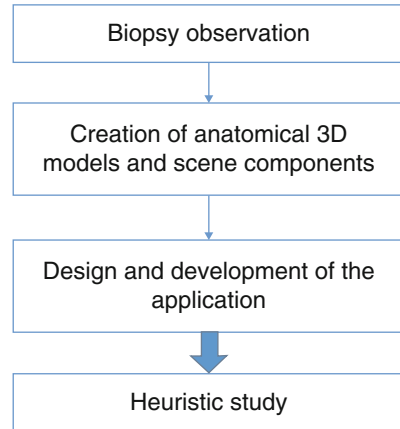 Biopsy observation
Creation of anatomical 3D
models and scene components
Design and development of the
application
Heuristic study